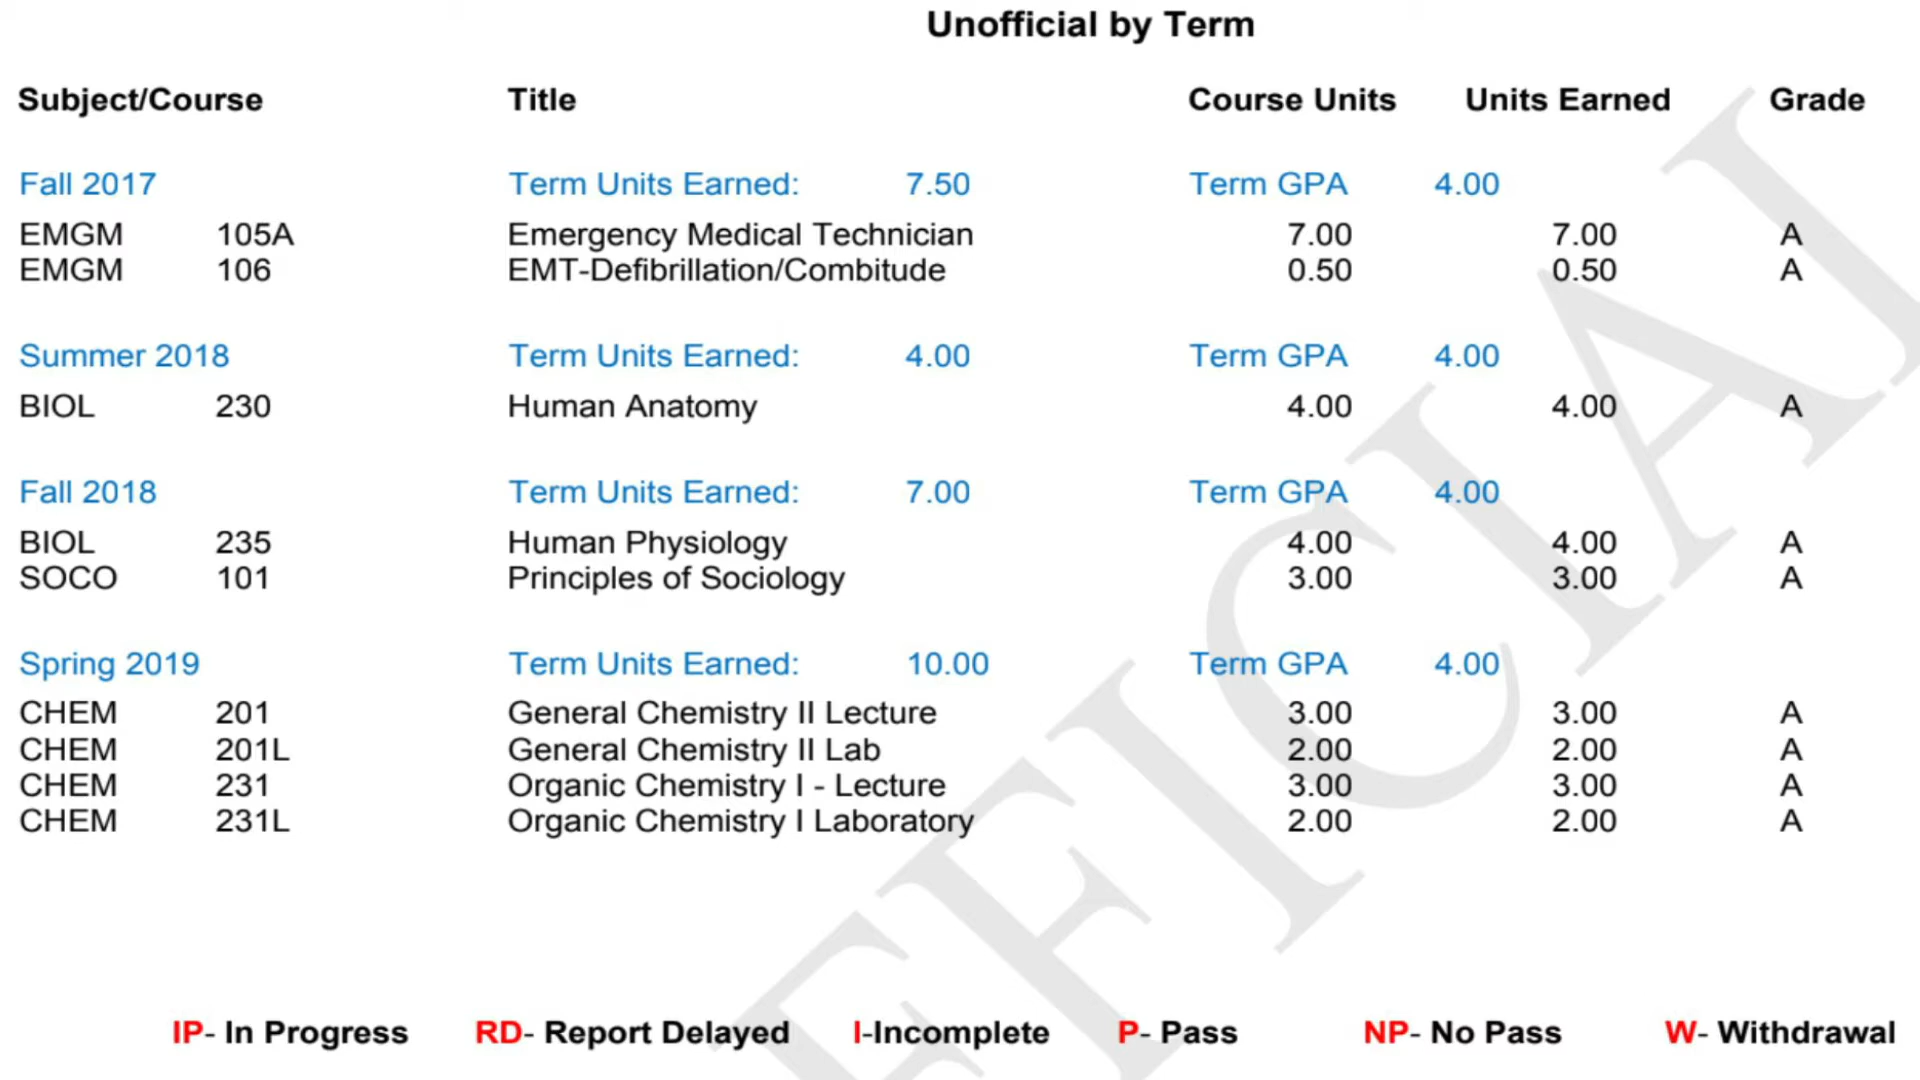 Unofficial by Term
Subject/Course Title Course Units Units Earned Grade
Fall 2017 Term Units Earned: 7.50 Term GPA 4.00
EMGM 105A Emergency Medical Technician 7.00 7.00 A
EMGM 106 EMT-Defibrillation/Combitude 0.50 0.50 A
Summer 2018 Term Units Earned: 4.00 Term GPA 4.00
BIOL 230 Human Anatomy 4.00 4.00 A
Fall 2018 Term Units Earned: 7.00 Term GPA 4.00
BIOL 235 Human Physiology 4.00 4.00 A
SOCO 101 Principles of Sociology 3.00 3.00 A
Spring 2019 Term Units Earned: 10.00 Term GPA 4.00
CHEM 201 General Chemistry II Lecture 3.00 3.00 A
CHEM 201L General Chemistry II Lab 2.00 2.00 A
CHEM 231 Organic Chemistry I - Lecture 3.00 3.00 A
CHEM 231L Organic Chemistry I Laboratory 2.00 2.00 A
IP- In Progress RD- Report Delayed I-Incomplete P- Pass NP- No Pass W- Withdrawal
FFICIAL